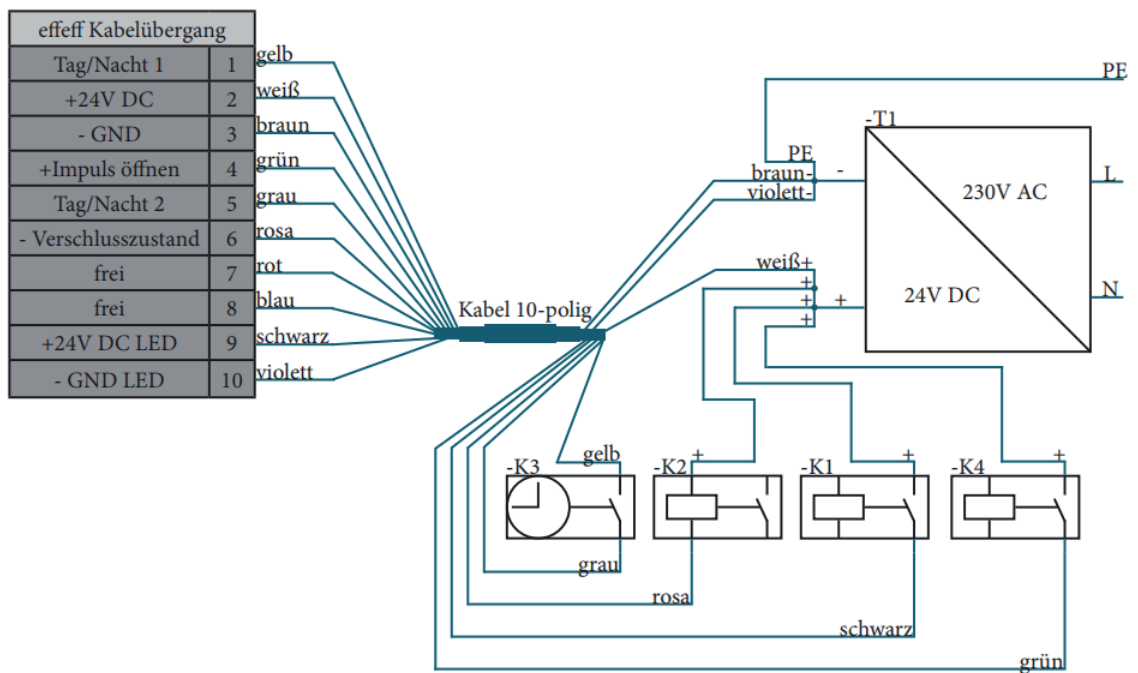 effeff Kabelübergang
Tag/Nacht 1 1 gelb
+24V DC 2 weiß
- GND 3 braun
+Impuls öffnen 4 grün
Tag/Nacht 2 5 grau
- Verschlusszustand 6 rosa
frei 7 rot
frei 8 blau
+24V DC LED 9 schwarz
- GND LED 10 violett
Kabel 10-polig
PE
-T1
PE
braun- -
violett-
230V AC
L
weiß+
+
+ +
+
24V DC
N
-K3 gelb
-K2 +
-K1 +
-K4 +
grau
rosa
schwarz
grün